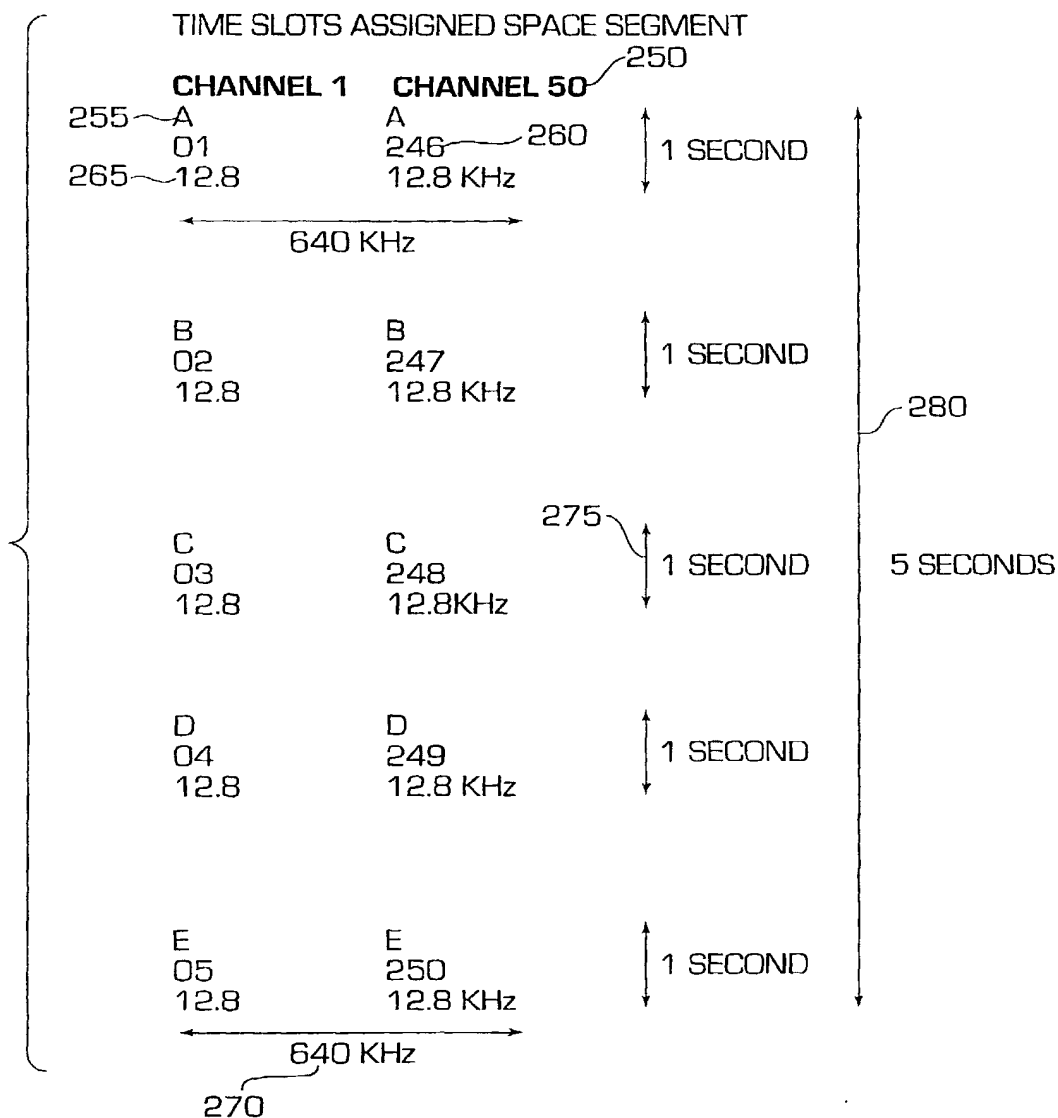 TIME SLOTS ASSIGNED SPACE SEGMENT
250
CHANNEL 1 CHANNEL 50
255 A A
01 246 260 1 SECOND
265 12.8 12.8 KHz
640 KHz
B B
02 247 1 SECOND
12.8 12.8 KHz
280
275
C C
03 248 1 SECOND 5 SECONDS
12.8 12.8KHz
D D
04 249 1 SECOND
12.8 12.8 KHz
E E
05 250 1 SECOND
12.8 12.8 KHz
640 KHz
270